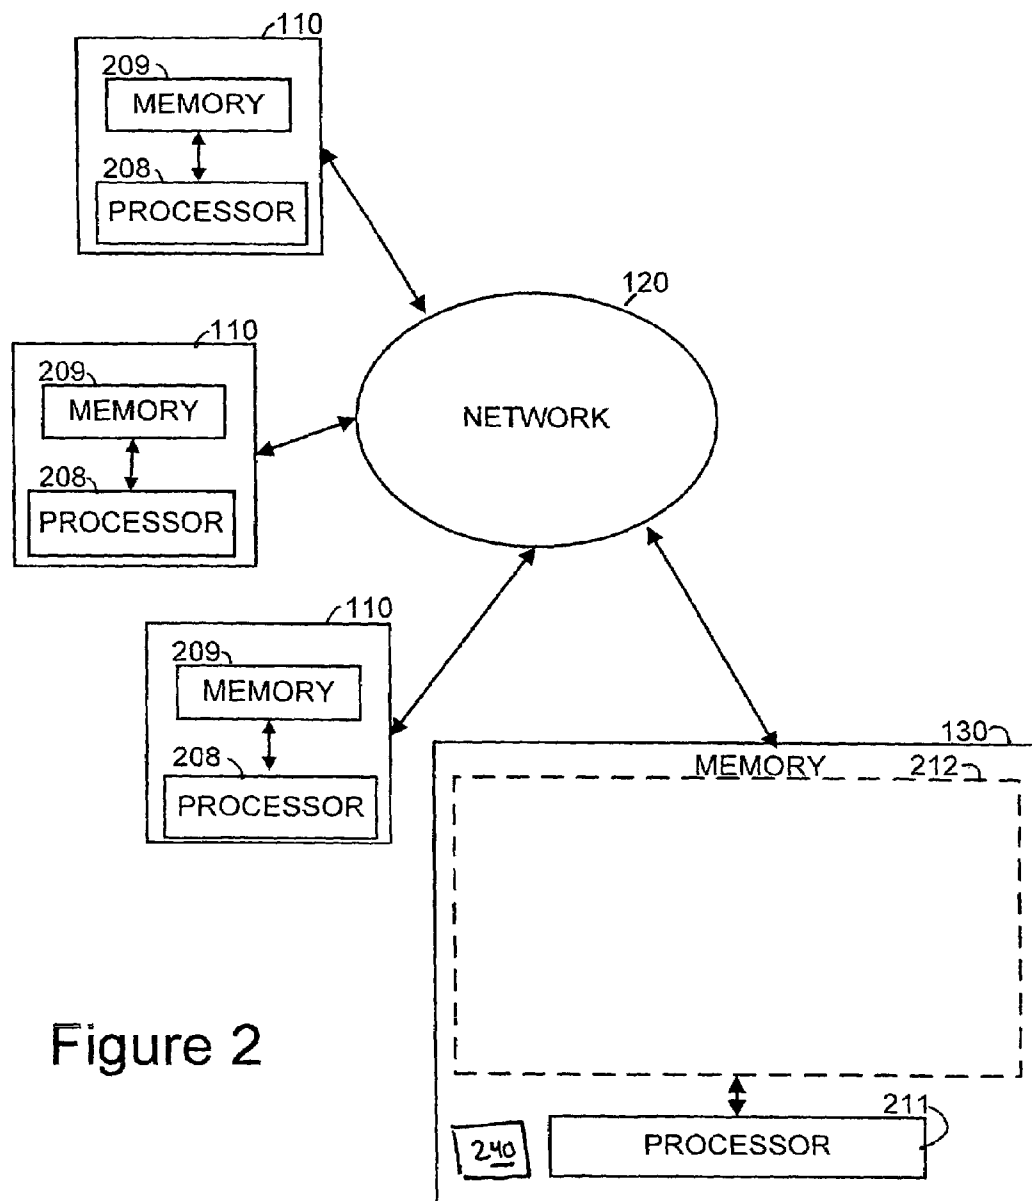 110
209
MEMORY
208
PROCESSOR
120
NETWORK
110
209
MEMORY
208
PROCESSOR
110
209
MEMORY
208
PROCESSOR
130
MEMORY
212
211
PROCESSOR
240
Figure 2